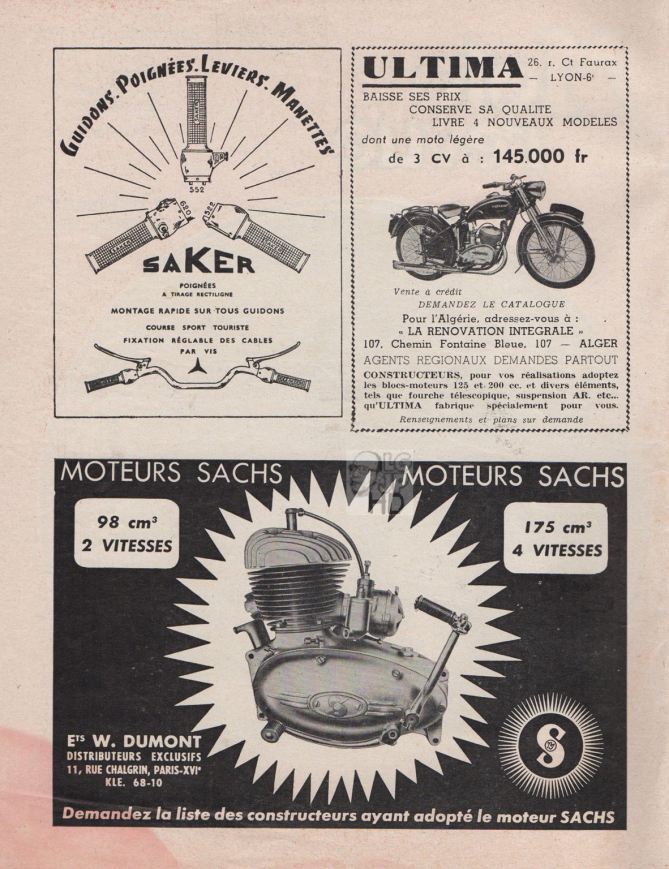 GUIDONS. POIGNÉES. LEVIERS. MANETTES
552
620
522
SAKER
POIGNÉES
A TIRAGE RECTILIGNE
MONTAGE RAPIDE SUR TOUS GUIDONS
COURSE SPORT TOURISTE
FIXATION RÉGLABLE DES CABLES
PAR VIS
ULTIMA
26, r. Ct Faurax
— LYON-6e —
BAISSE SES PRIX
CONSERVE SA QUALITE
LIVRE 4 NOUVEAUX MODELES
dont une moto légère
de 3 CV à : 145.000 fr
Vente à crédit
DEMANDEZ LE CATALOGUE
Pour l'Algérie, adressez-vous à :
« LA RENOVATION INTEGRALE »
107, Chemin Fontaine Bleue, 107 — ALGER
AGENTS REGIONAUX DEMANDES PARTOUT
CONSTRUCTEURS, pour vos réalisations adoptez
les blocs-moteurs 125 et 200 cc. et divers éléments,
tels que fourche télescopique, suspension AR. etc...
qu'ULTIMA fabrique spécialement pour vous.
Renseignements et plans sur demande
MOTEURS SACHS
MOTEURS SACHS
98 cm³
2 VITESSES
175 cm³
4 VITESSES
ETS W. DUMONT
DISTRIBUTEURS EXCLUSIFS
11, RUE CHALGRIN, PARIS-XVIe
KLE. 68-10
S
Demandez la liste des constructeurs ayant adopté le moteur SACHS